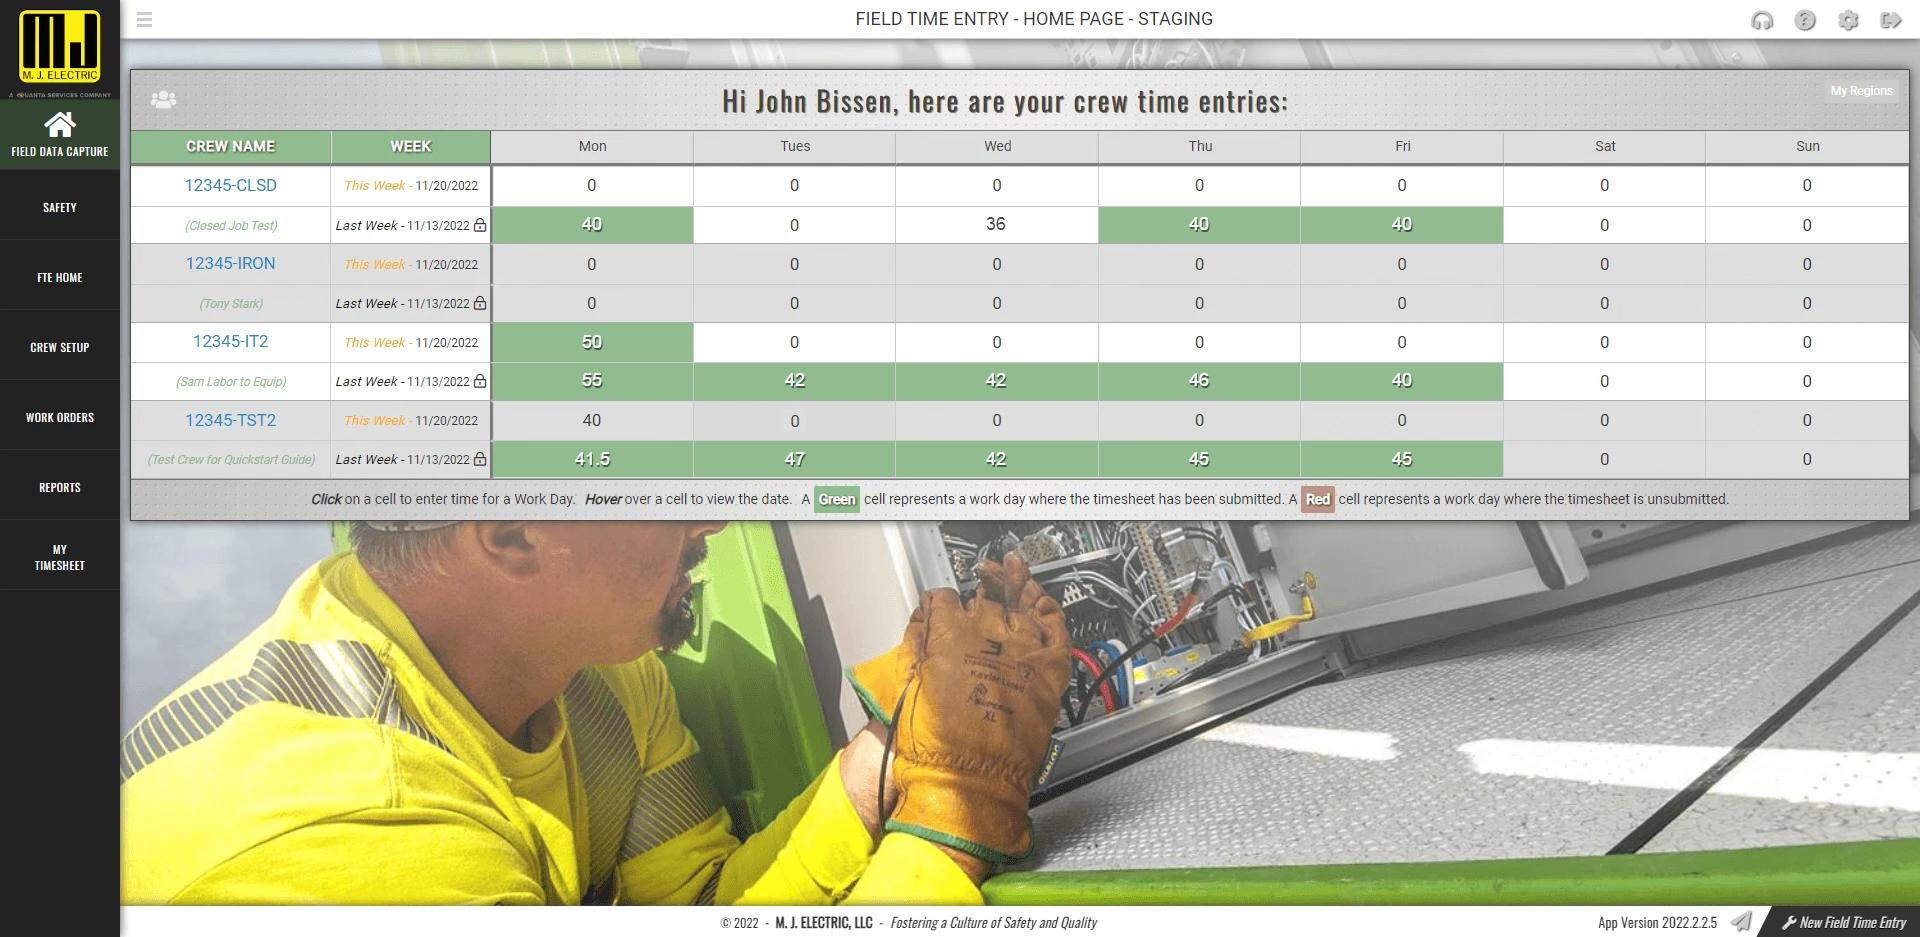 M. J. ELECTRIC
A QUANTA SERVICES COMPANY
FIELD DATA CAPTURE
SAFETY
FTE HOME
CREW SETUP
WORK ORDERS
REPORTS
MY
TIMESHEET
FIELD TIME ENTRY - HOME PAGE - STAGING
Hi John Bissen, here are your crew time entries:
My Regions
CREW NAME WEEK Mon Tues Wed Thu Fri Sat Sun
12345-CLSD This Week - 11/20/2022 0 0 0 0 0 0 0
(Closed Job Test) Last Week - 11/13/2022 40 0 36 40 40 0 0
12345-IRON This Week - 11/20/2022 0 0 0 0 0 0 0
(Tony Stark) Last Week - 11/13/2022 0 0 0 0 0 0 0
12345-IT2 This Week - 11/20/2022 50 0 0 0 0 0 0
(Sam Labor to Equip) Last Week - 11/13/2022 55 42 42 46 40 0 0
12345-TST2 This Week - 11/20/2022 40 0 0 0 0 0 0
(Test Crew for Quickstart Guide) Last Week - 11/13/2022 41.5 47 42 45 45 0 0
Click on a cell to enter time for a Work Day. Hover over a cell to view the date. A Green cell represents a work day where the timesheet has been submitted. A Red cell represents a work day where the timesheet is unsubmitted.
Kevlar Lined
XL
© 2022 - M. J. ELECTRIC, LLC - Fostering a Culture of Safety and Quality
App Version 2022.2.2.5
New Field Time Entry